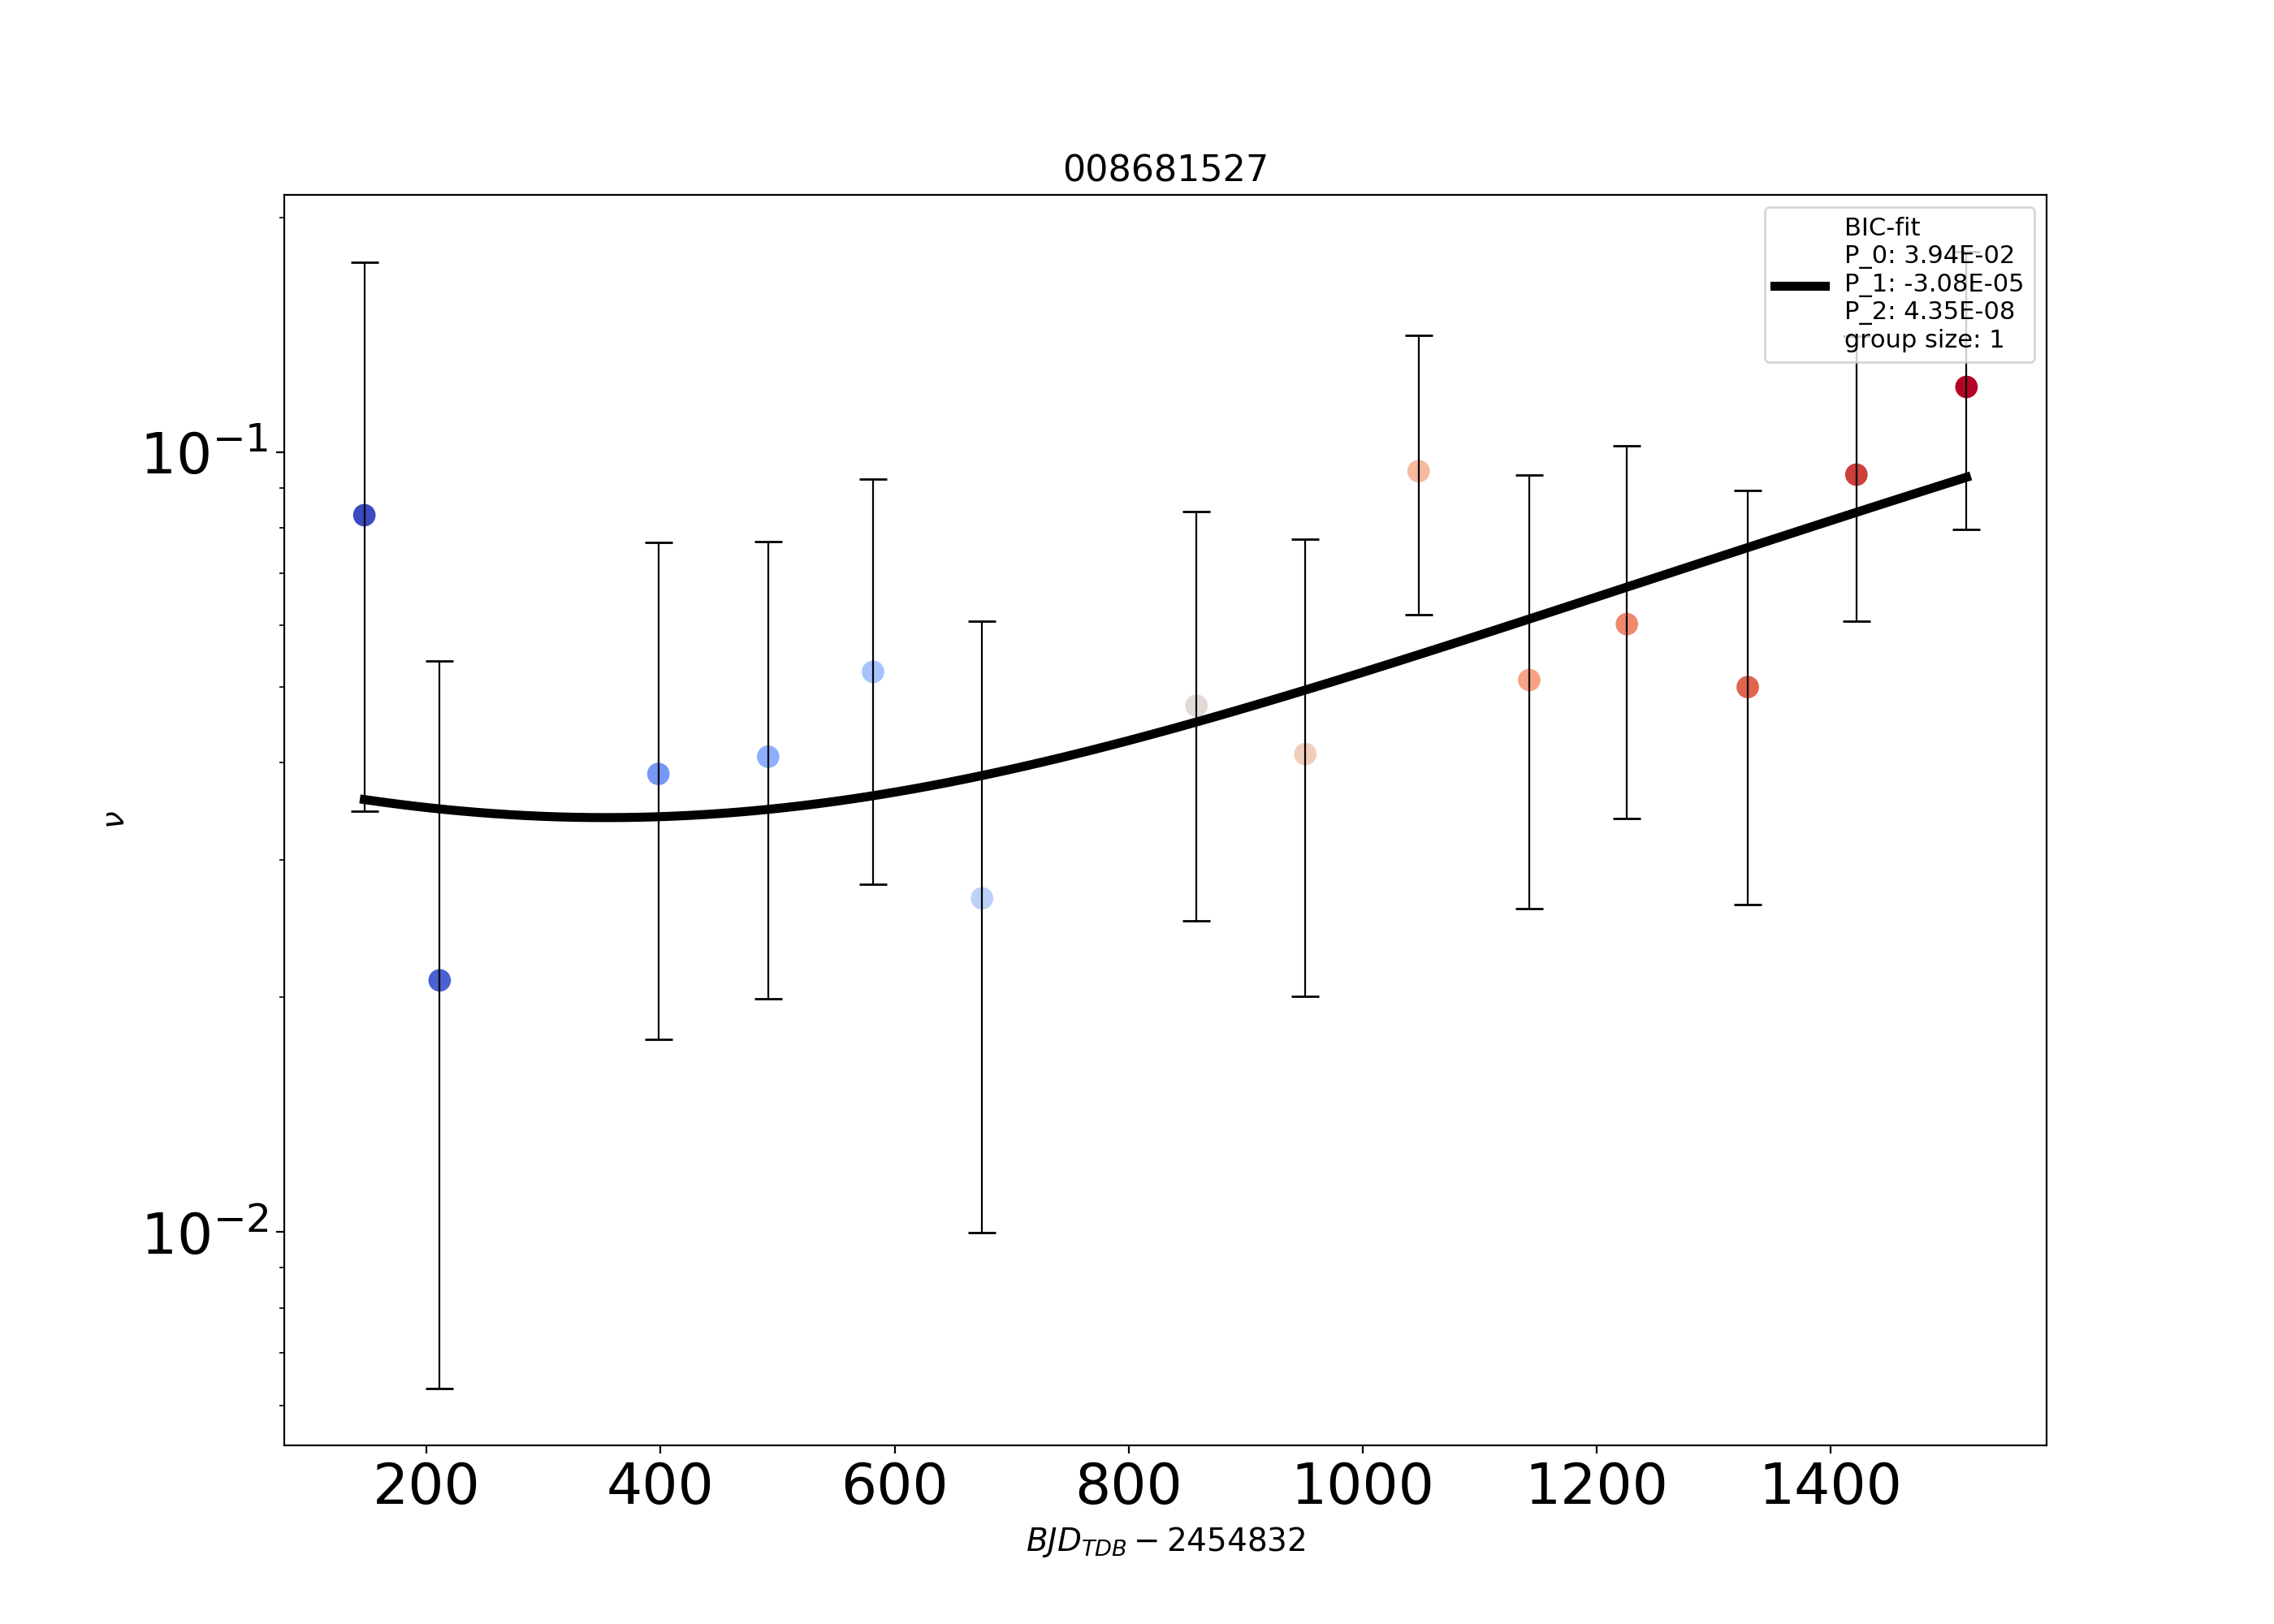 008681527
BIC-fit
P_0: 3.94E-02
P_1: -3.08E-05
P_2: 4.35E-08
group size: 1
10⁻¹
10⁻²
ν
200 400 600 800 1000 1200 1400
BJD_TDB − 2454832